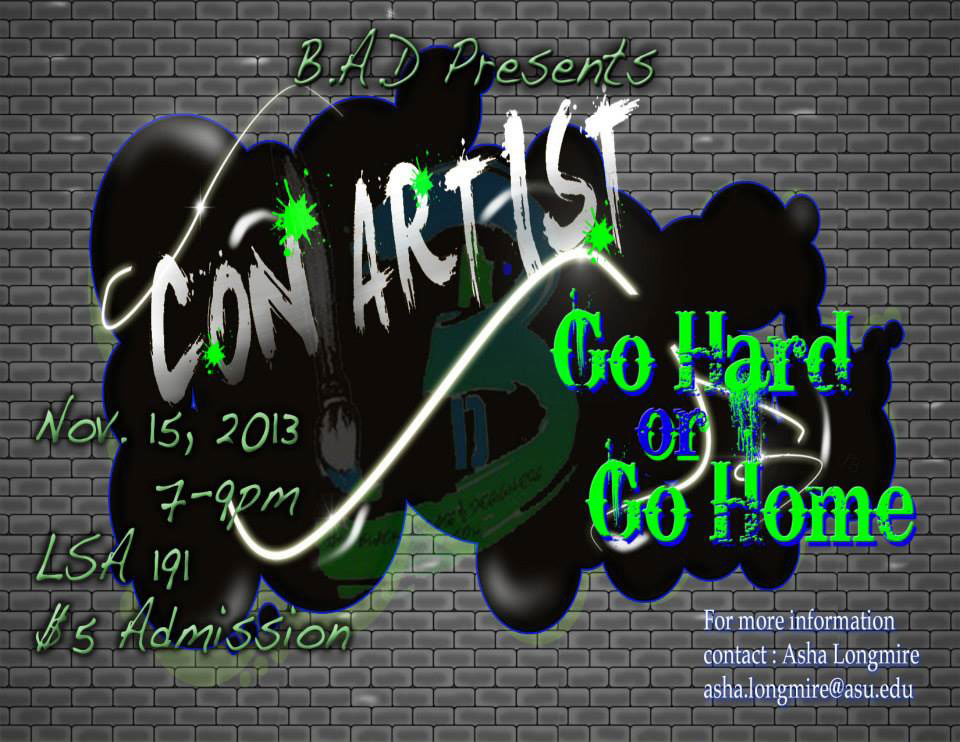 B.A.D Presents
CON ARTIST
Go Hard
or
Go Home
Nov. 15, 2013
7-9pm
LSA 191
$5 Admission
For more information
contact : Asha Longmire
asha.longmire@asu.edu